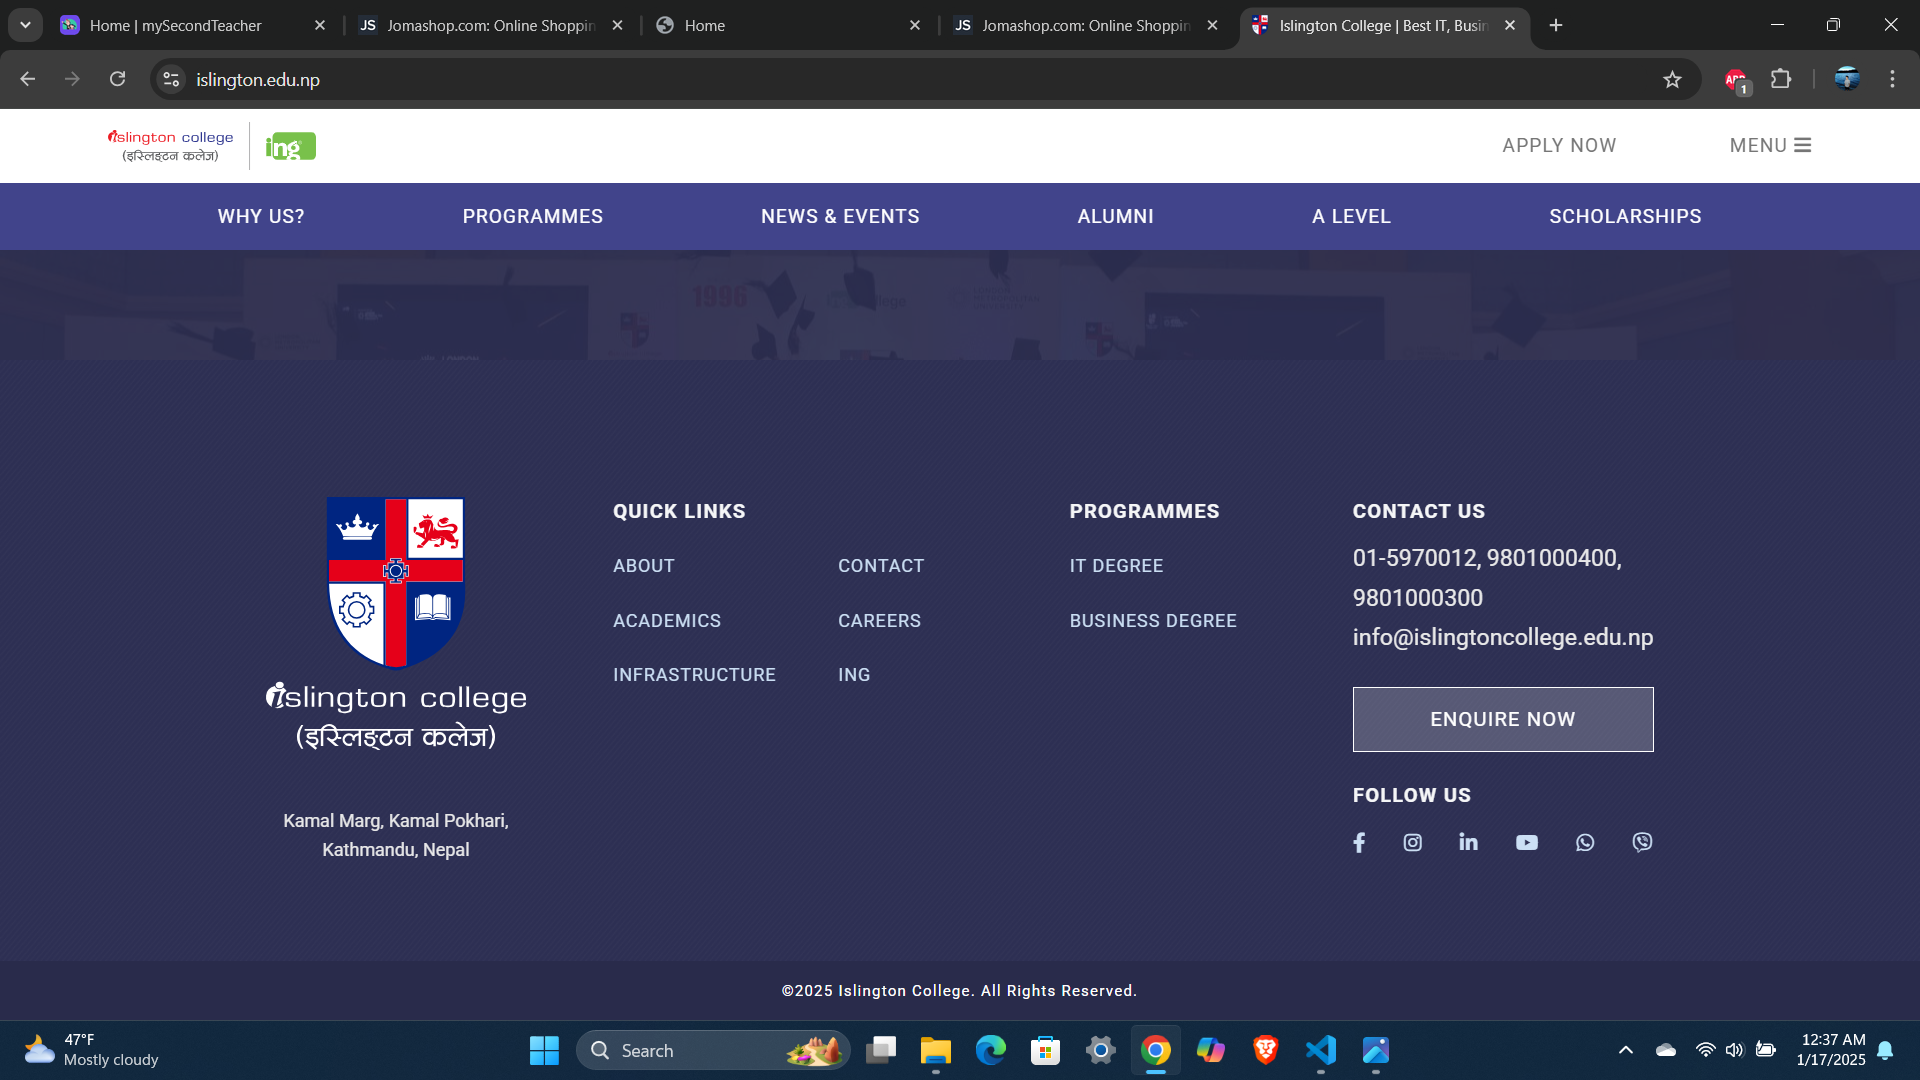 Home | mySecondTeacher
JS Jomashop.com: Online Shoppin
Home
JS Jomashop.com: Online Shoppin
Islington College | Best IT, Busin
islington.edu.np
ABP
1
islington college
(इस्लिङ्टन कलेज)
ing
APPLY NOW
MENU
WHY US?
PROGRAMMES
NEWS & EVENTS
ALUMNI
A LEVEL
SCHOLARSHIPS
1996
QUICK LINKS
ABOUT
CONTACT
ACADEMICS
CAREERS
INFRASTRUCTURE
ING
PROGRAMMES
IT DEGREE
BUSINESS DEGREE
CONTACT US
01-5970012, 9801000400,
9801000300
info@islingtoncollege.edu.np
ENQUIRE NOW
FOLLOW US
islington college
(इस्लिङ्टन कलेज)
Kamal Marg, Kamal Pokhari,
Kathmandu, Nepal
©2025 Islington College. All Rights Reserved.
47°F
Mostly cloudy
Search
12:37 AM
1/17/2025